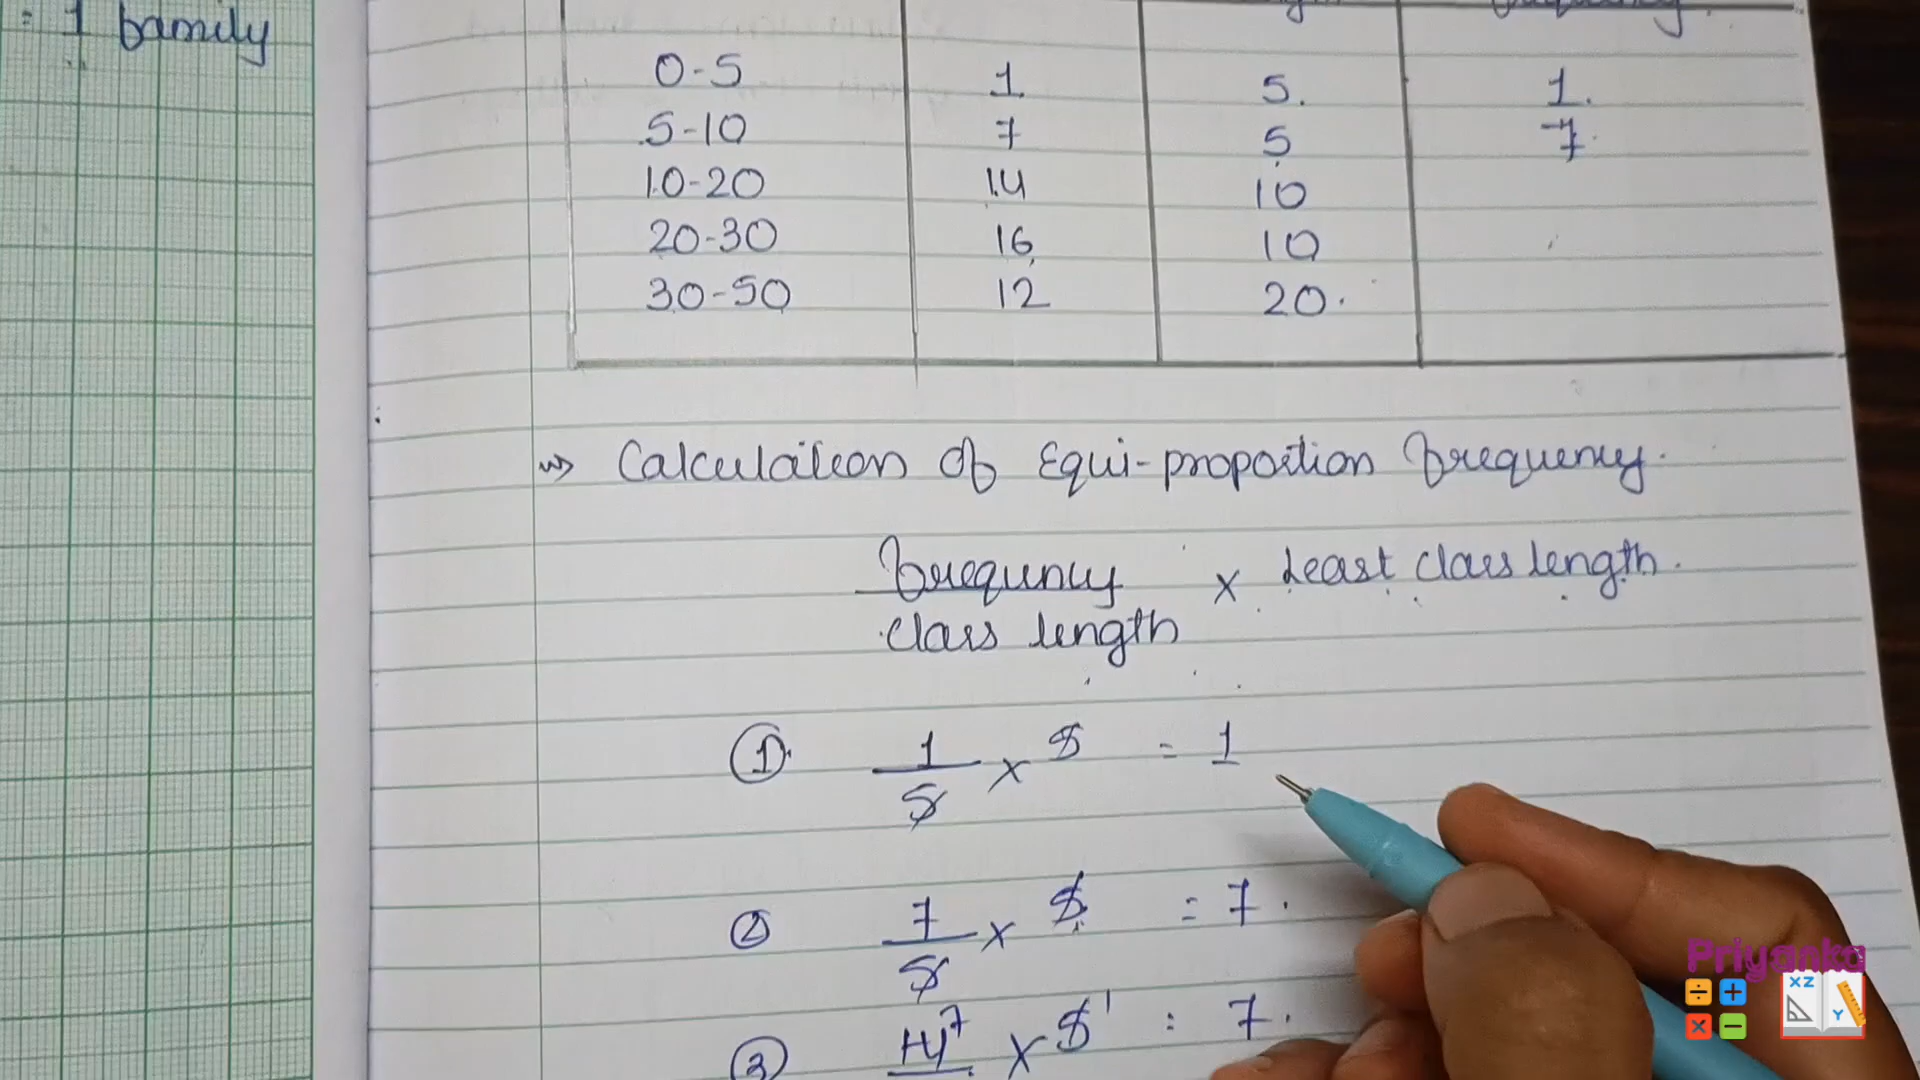 = 1 family
0-5 1 5. 1.
5-10 7 5 7.
10-20 14 10
20-30 16 10
30-50 12 20.
Calculation of Equi-proportion frequency.
frequncy × Least class length.
class length
① 1 × 5 = 1
5
② 7 × 5 = 7.
5
③ 14 7 × 5 1 = 7.
Priyanka
XZ
Y